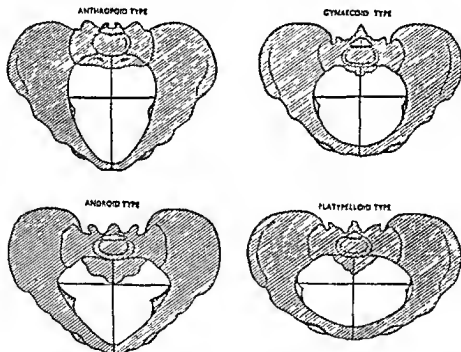 ANTHROPOID TYPE
GYNAECOID TYPE
ANDROID TYPE
PLATYPELLOID TYPE